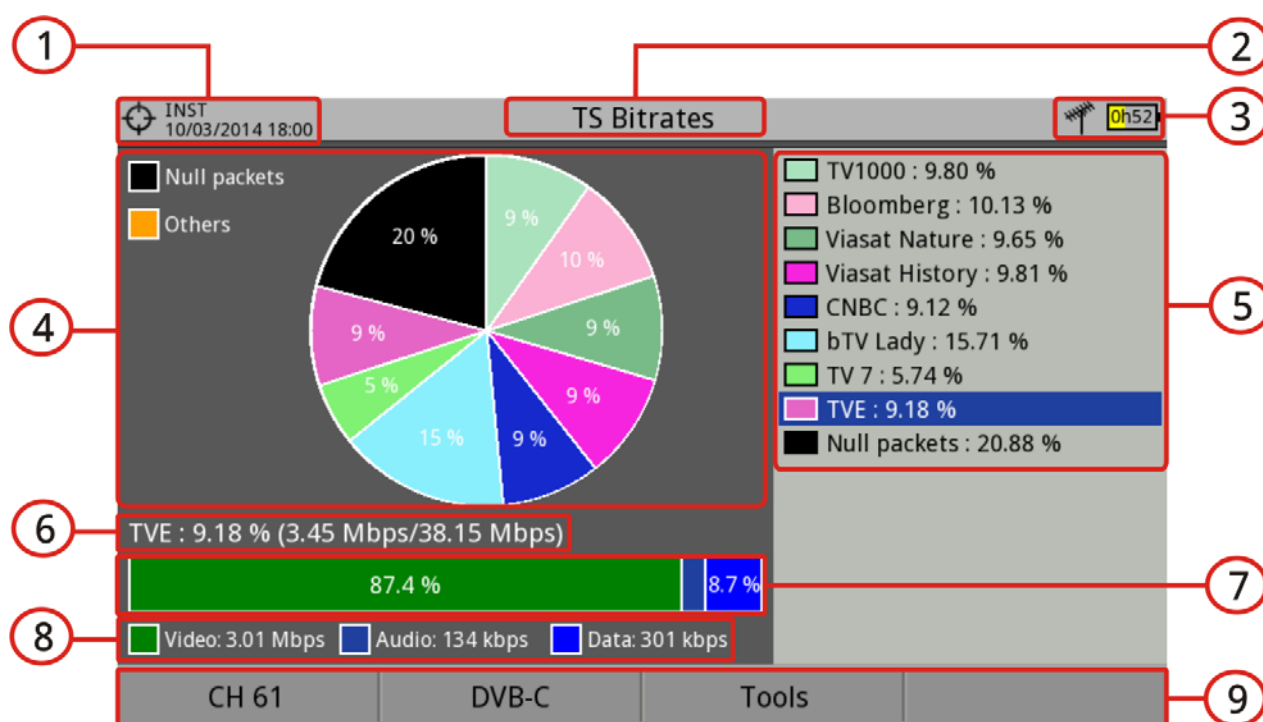 1
2
INST
10/03/2014 18:00
TS Bitrates
0h52
3
Null packets
Others
9 %
10 %
9 %
9 %
9 %
15 %
5 %
9 %
20 %
4
TV1000 : 9.80 %
Bloomberg : 10.13 %
Viasat Nature : 9.65 %
Viasat History : 9.81 %
CNBC : 9.12 %
bTV Lady : 15.71 %
TV 7 : 5.74 %
TVE : 9.18 %
Null packets : 20.88 %
5
6
TVE : 9.18 % (3.45 Mbps/38.15 Mbps)
87.4 %
8.7 %
7
8
Video: 3.01 Mbps
Audio: 134 kbps
Data: 301 kbps
CH 61
DVB-C
Tools
9